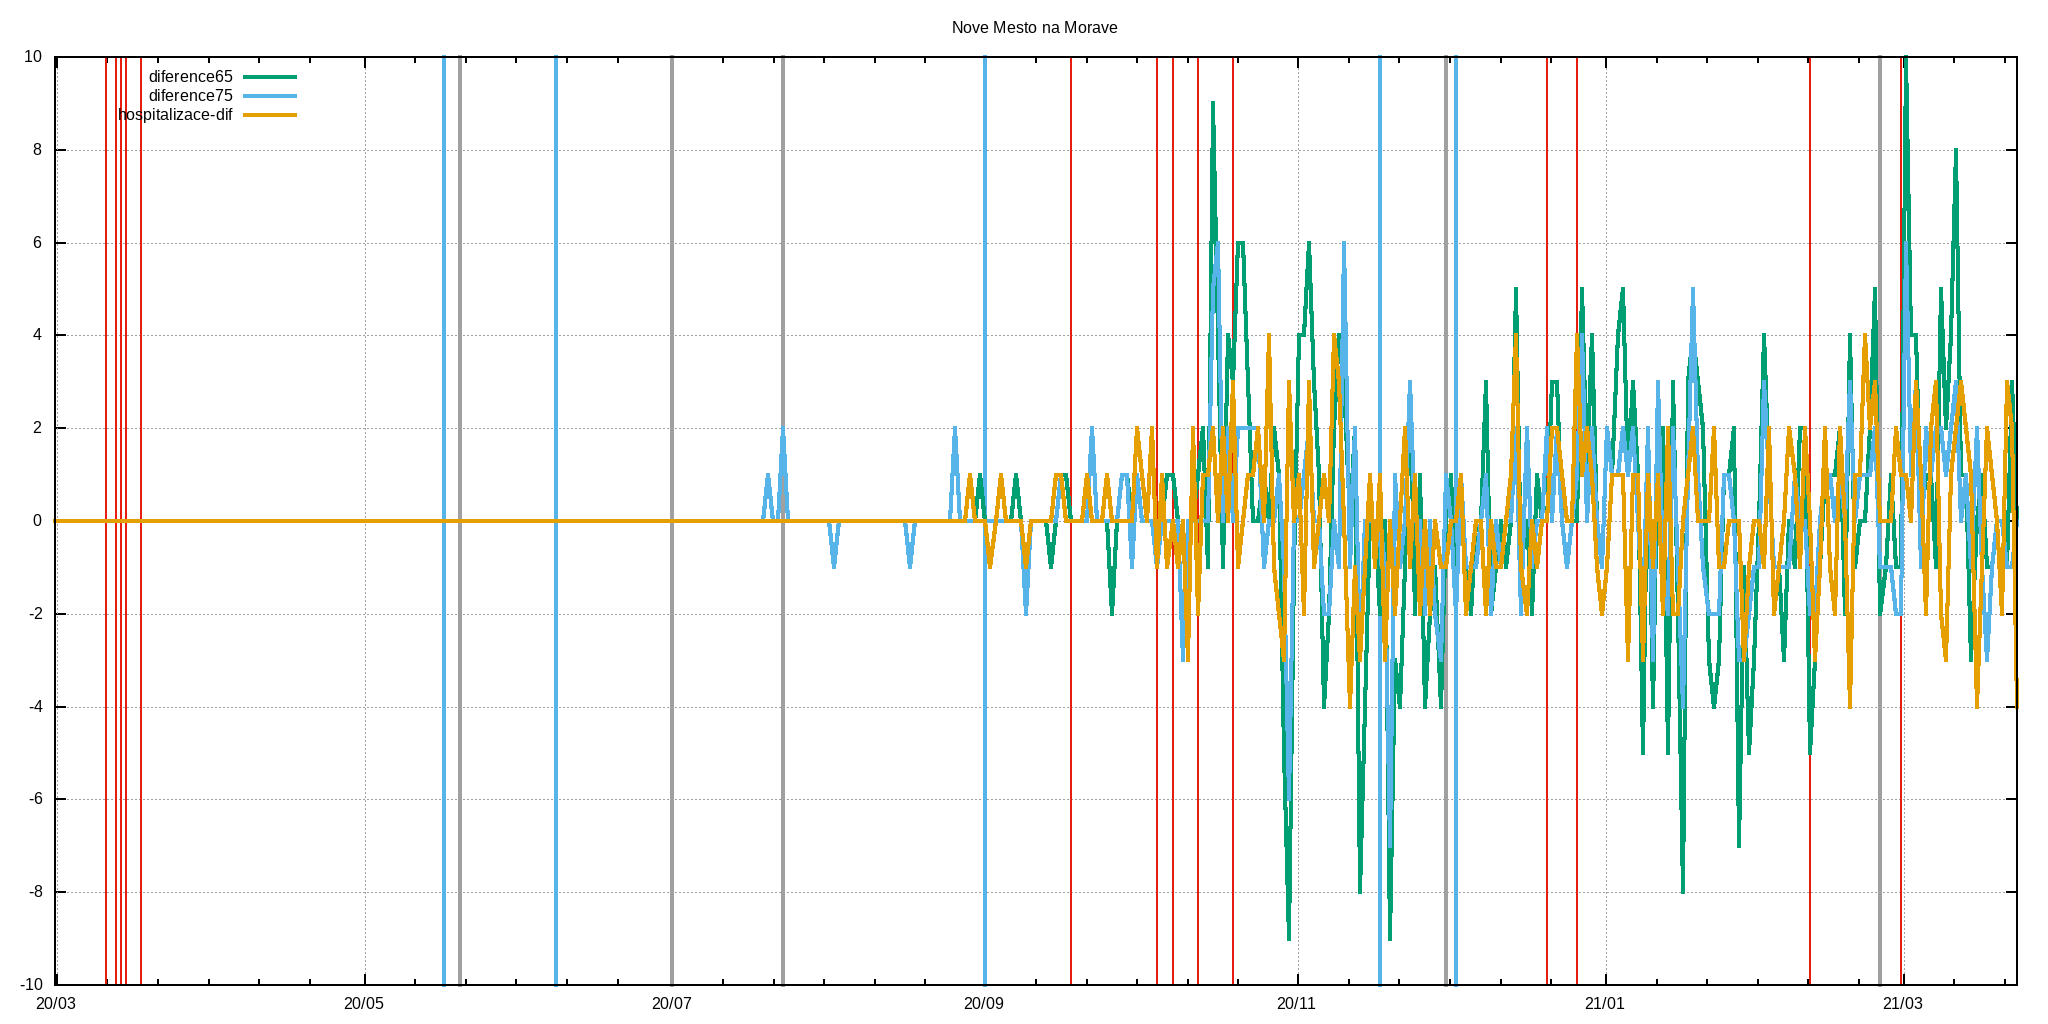 Nove Mesto na Morave
10
diference65
diference75
hospitalizace-dif
8
6
4
2
0
-2
-4
-6
-8
-10
20/03 20/05 20/07 20/09 20/11 21/01 21/03